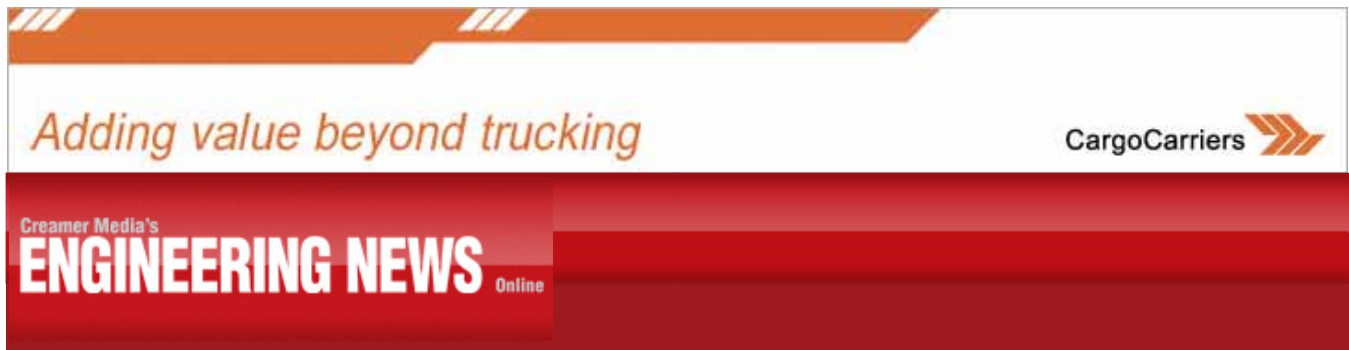 Adding value beyond trucking
CargoCarriers
Creamer Media's
ENGINEERING NEWS Online